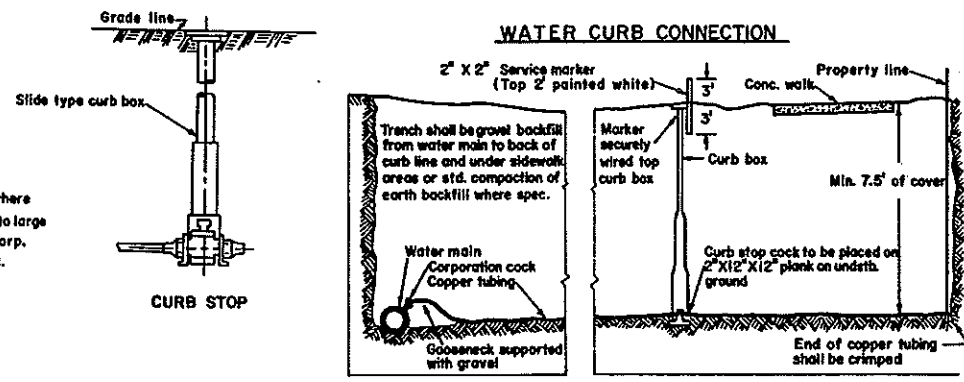 Grade line
Slide type curb box
here
to large
arp.
CURB STOP
WATER CURB CONNECTION
2" X 2" Service marker
(Top 2' painted white)
3'
3'
Property line
Conc. walk
Trench shall be gravel backfill
from water main to back of
curb line and under sidewalk
areas or std. compaction of
earth backfill where spec.
Marker
securely
wired top
curb box
Curb box
Min. 7.5' of cover
Water main
Corporation cock
Copper tubing
Gooseneck supported
with gravel
Curb stop cock to be placed on
2"X12"X12" plank on undstb.
ground
End of copper tubing
shall be crimped